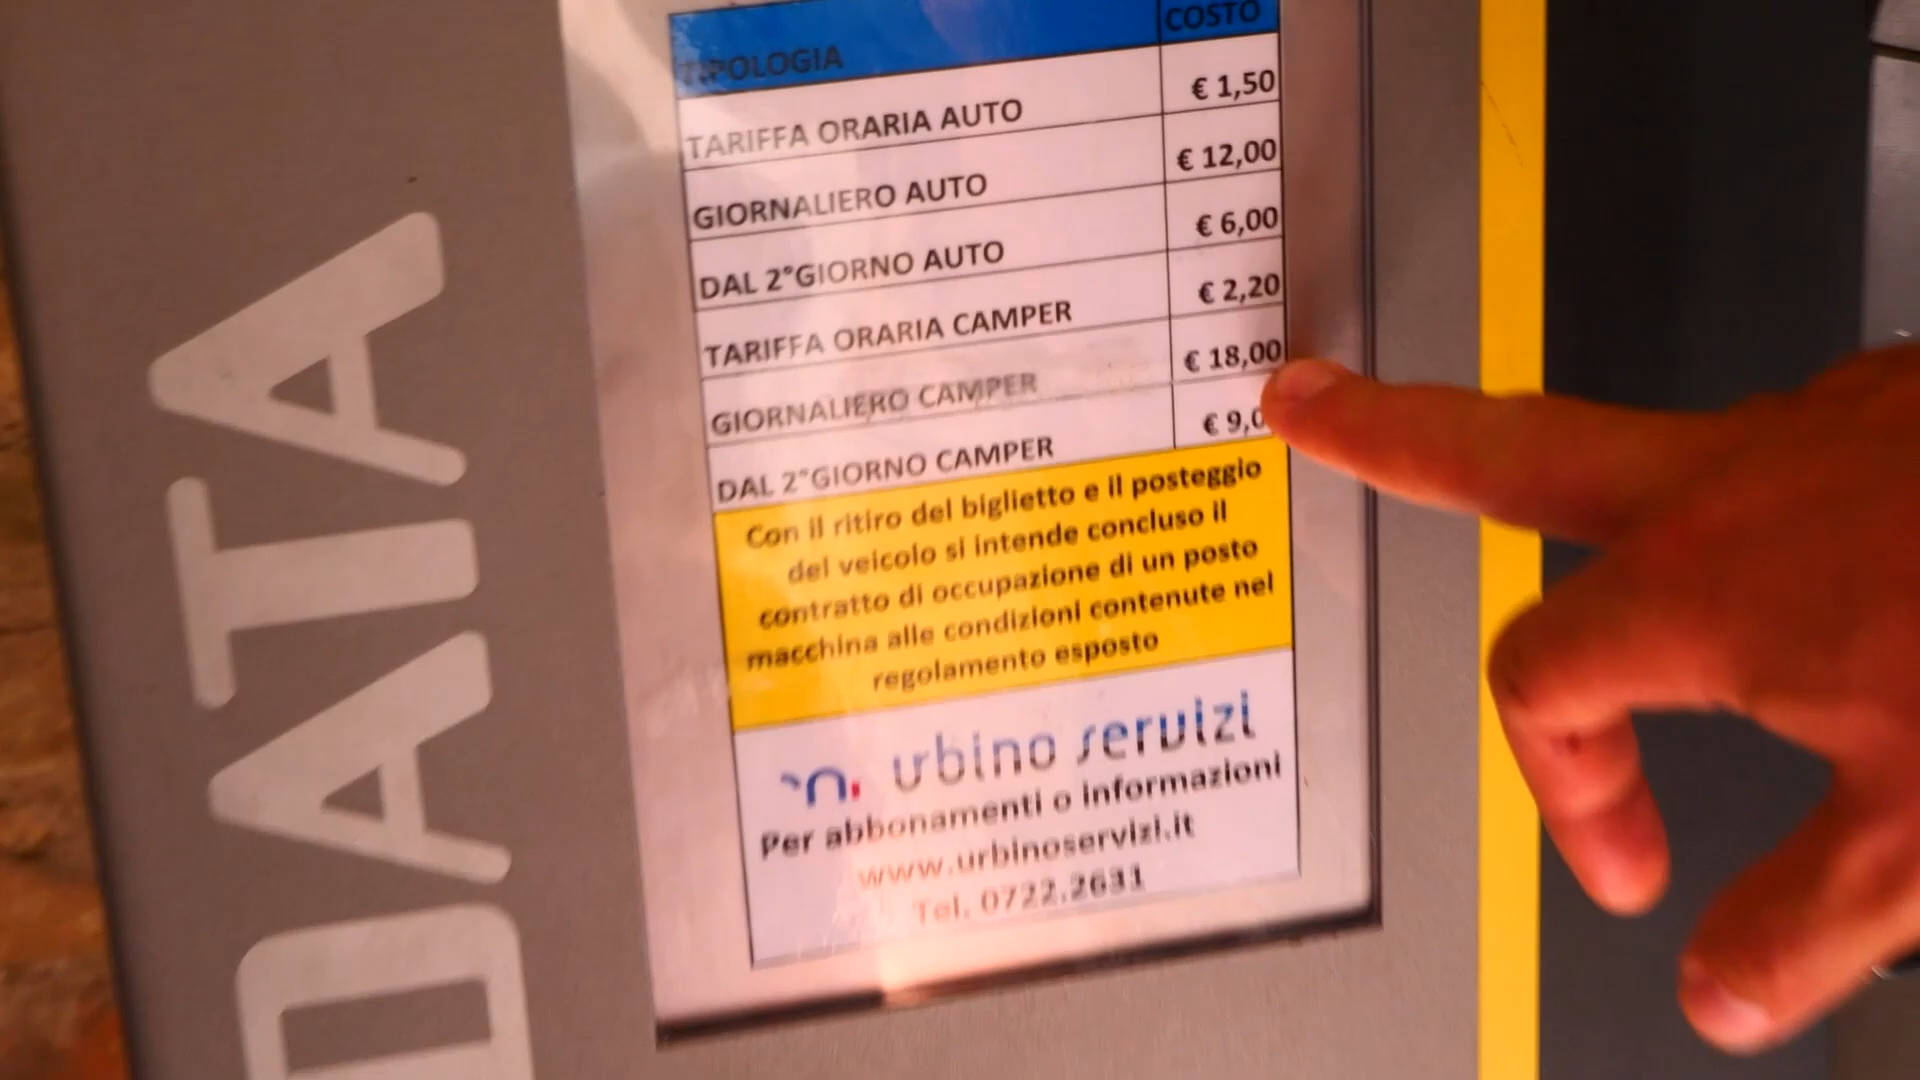 TIPOLOGIA COSTO
TARIFFA ORARIA AUTO € 1,50
GIORNALIERO AUTO € 12,00
DAL 2°GIORNO AUTO € 6,00
TARIFFA ORARIA CAMPER € 2,20
GIORNALIERO CAMPER € 18,00
DAL 2°GIORNO CAMPER € 9,0
Con il ritiro del biglietto e il posteggio
del veicolo si intende concluso il
contratto di occupazione di un posto
macchina alle condizioni contenute nel
regolamento esposto
urbino servizi
Per abbonamenti o informazioni
www.urbinoservizi.it
Tel. 0722.2631
DATA